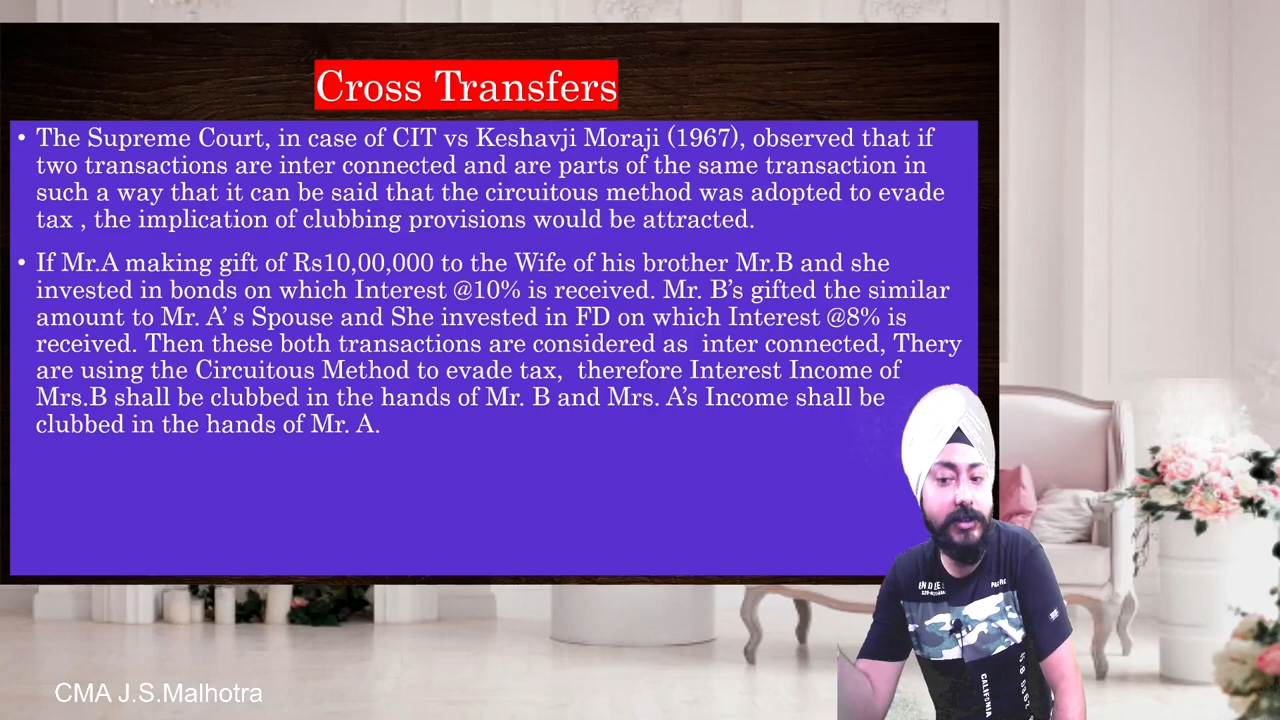 Cross Transfers
• The Supreme Court, in case of CIT vs Keshavji Moraji (1967), observed that if
two transactions are inter connected and are parts of the same transaction in
such a way that it can be said that the circuitous method was adopted to evade
tax , the implication of clubbing provisions would be attracted.
• If Mr.A making gift of Rs10,00,000 to the Wife of his brother Mr.B and she
invested in bonds on which Interest @10% is received. Mr. B’s gifted the similar
amount to Mr. A’ s Spouse and She invested in FD on which Interest @8% is
received. Then these both transactions are considered as inter connected, Thery
are using the Circuitous Method to evade tax, therefore Interest Income of
Mrs.B shall be clubbed in the hands of Mr. B and Mrs. A’s Income shall be
clubbed in the hands of Mr. A.
CALIFONIA
CMA J.S.Malhotra